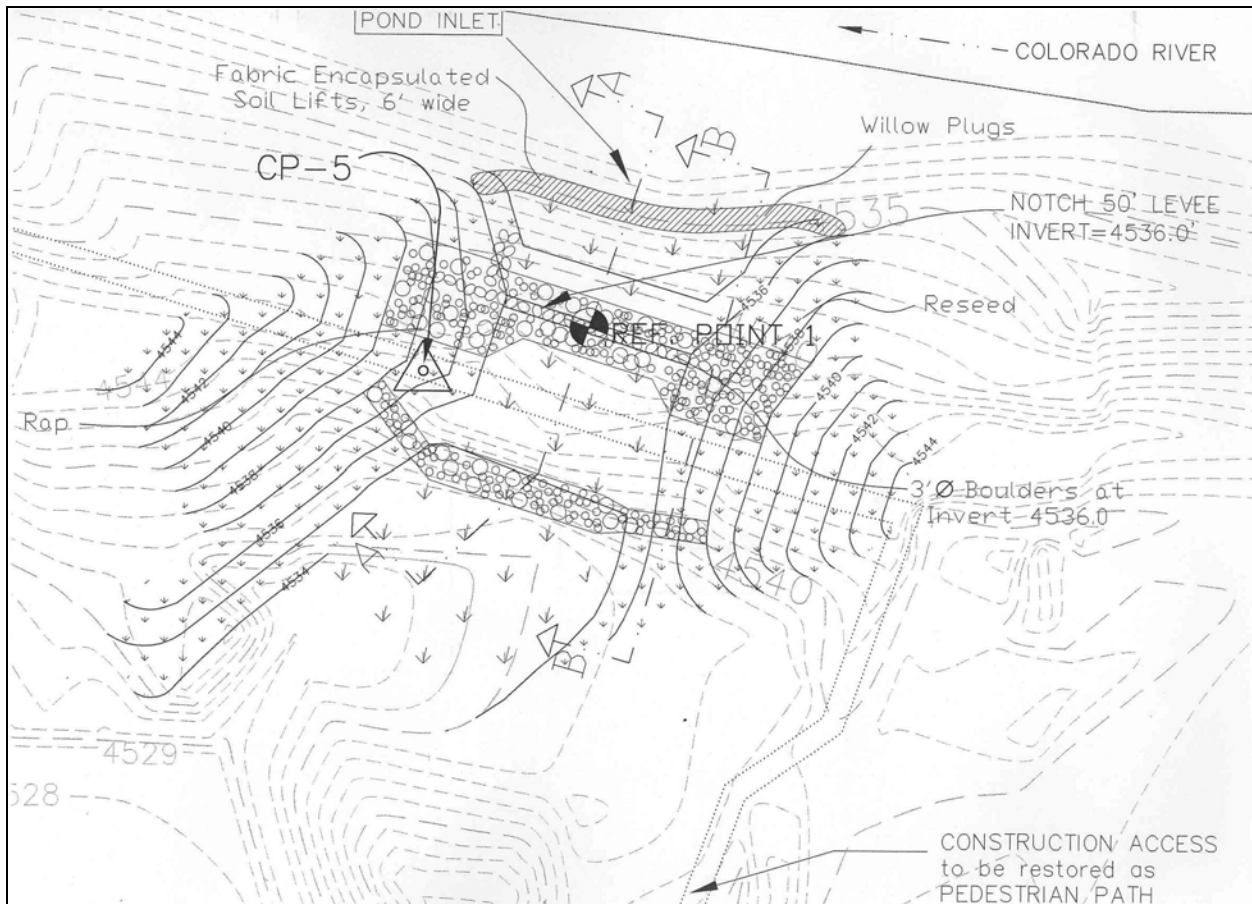 POND INLET
COLORADO RIVER
Fabric Encapsulated
Soil Lifts, 6' wide
A
B
Willow Plugs
CP-5
4535
NOTCH 50' LEVEE
INVERT=4536.0'
4536
Reseed
REF. POINT 1
4538
4544
4544
4542
4540
4542
4544
Rap
4540
4538
3'Ø Boulders at
Invert 4536.0
4536
A
4534
4540
B
4529
528
CONSTRUCTION ACCESS
to be restored as
PEDESTRIAN PATH